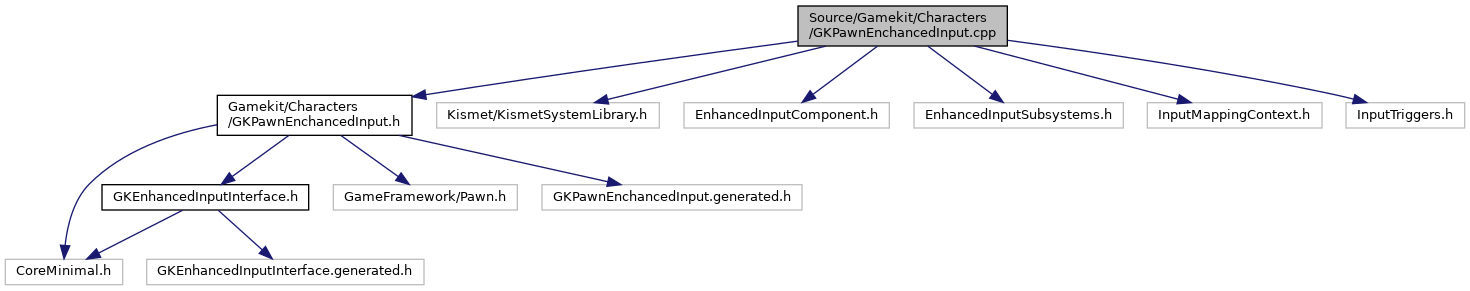 Source/Gamekit/Characters
/GKPawnEnchancedInput.cpp
Gamekit/Characters
/GKPawnEnchancedInput.h
Kismet/KismetSystemLibrary.h
EnhancedInputComponent.h
EnhancedInputSubsystems.h
InputMappingContext.h
InputTriggers.h
GKEnhancedInputInterface.h
GameFramework/Pawn.h
GKPawnEnchancedInput.generated.h
CoreMinimal.h
GKEnhancedInputInterface.generated.h